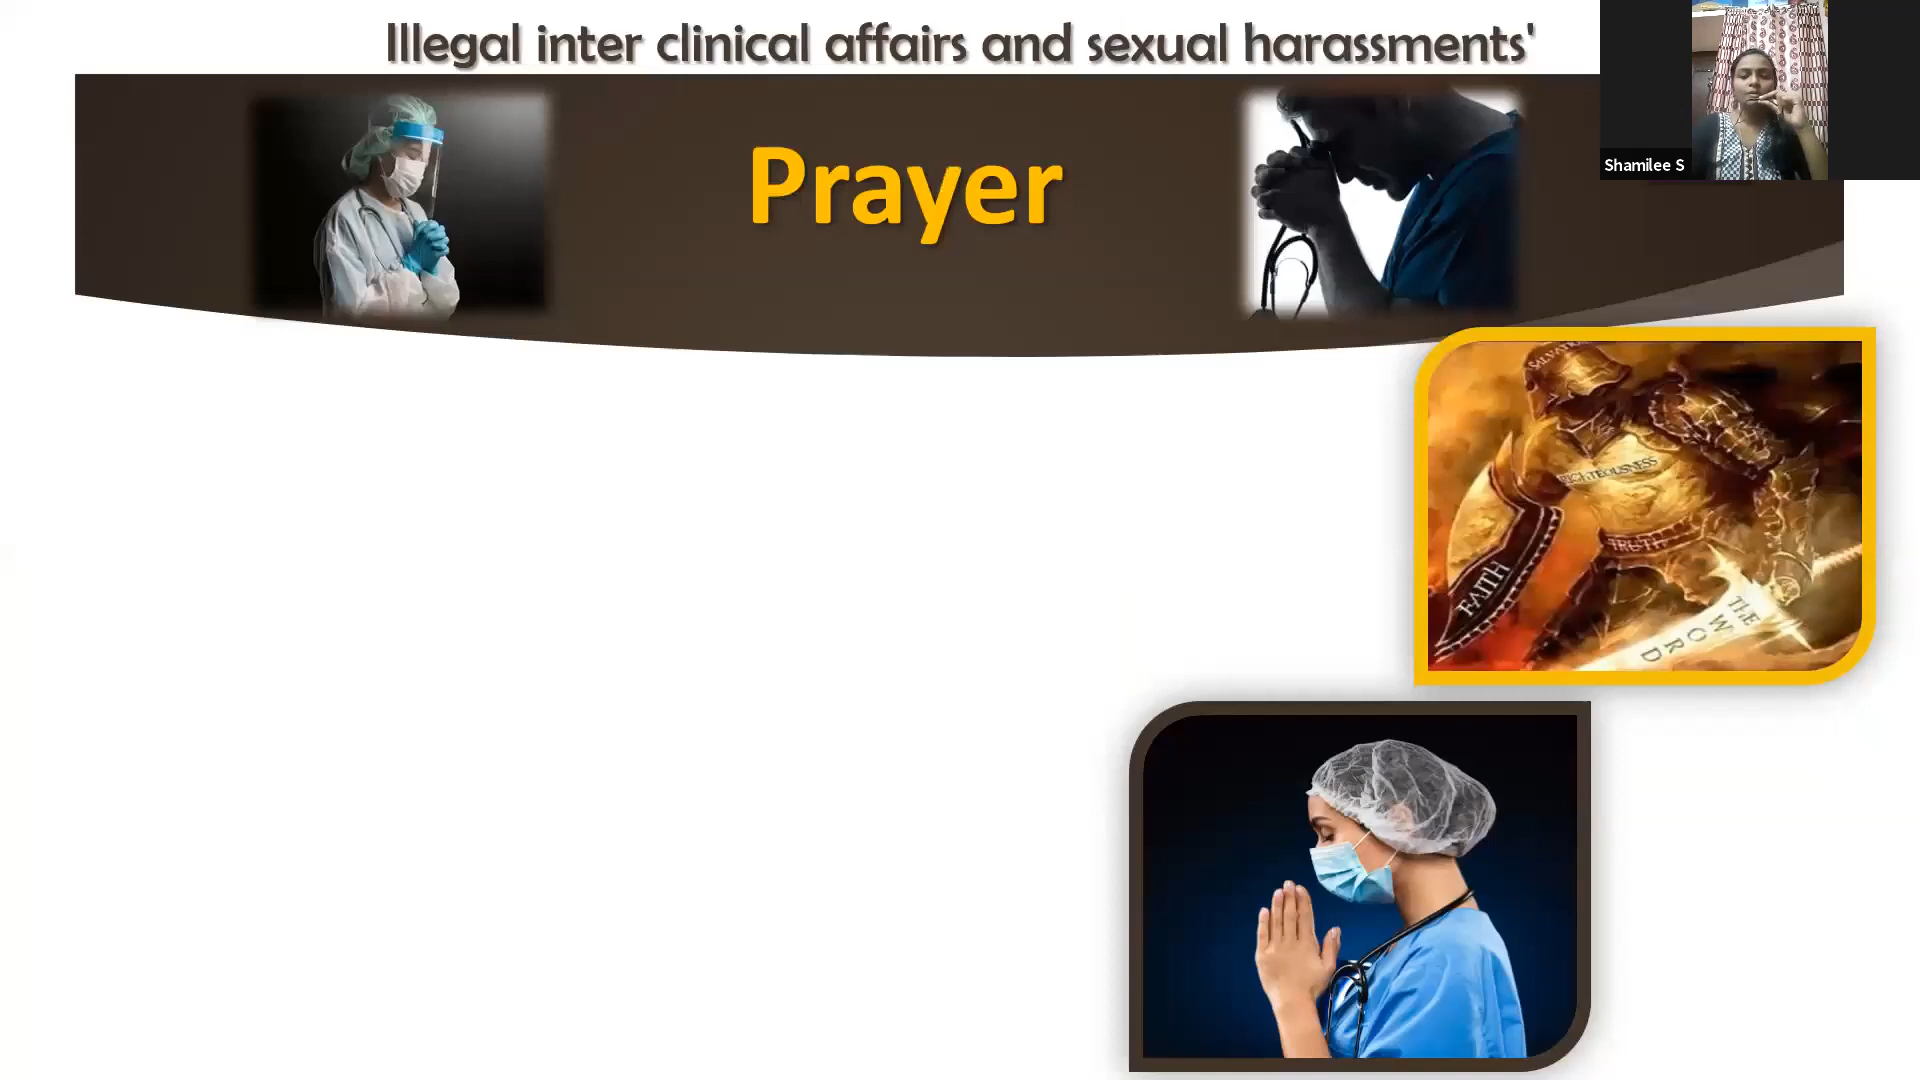 Illegal inter clinical affairs and sexual harassments'
Prayer
Shamilee S
RIGHTEOUSNESS
TRUTH
FAITH
THE
WORD